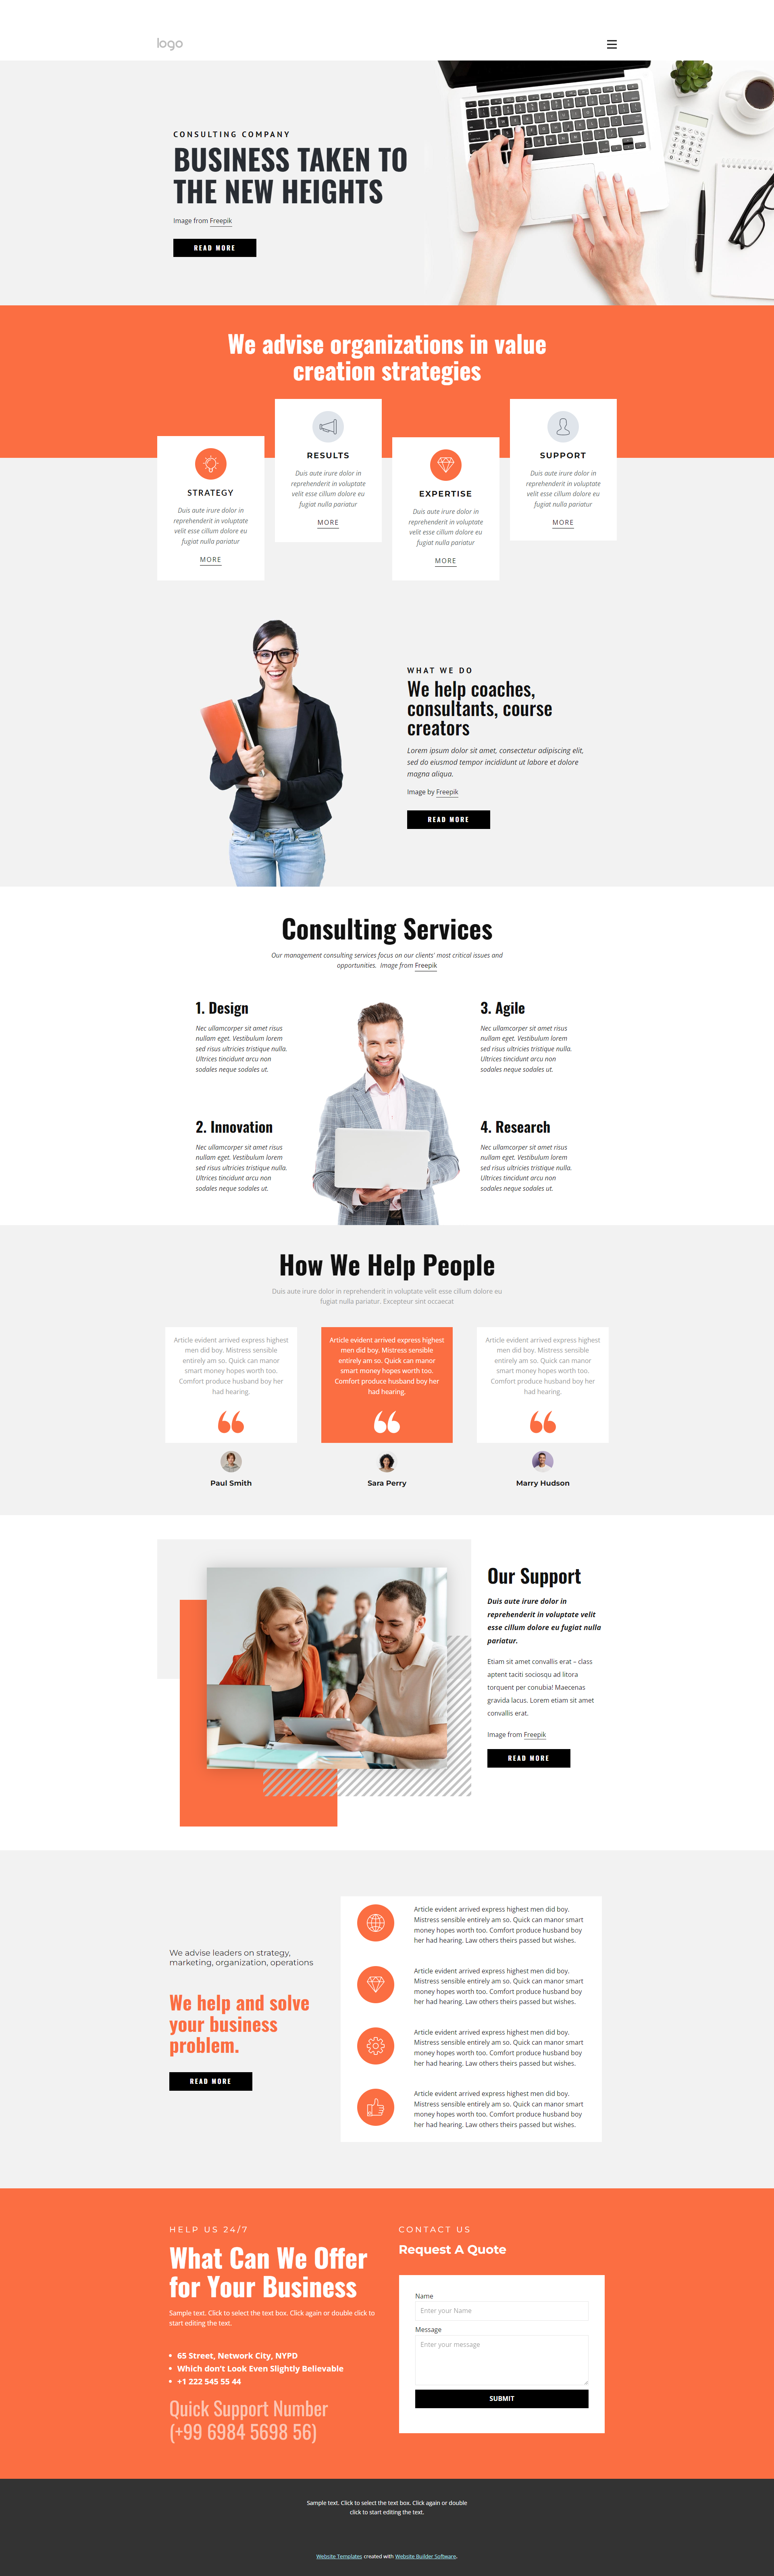 logo
CONSULTING COMPANY
BUSINESS TAKEN TO
THE NEW HEIGHTS
Image from Freepik
READ MORE
We advise organizations in value
creation strategies
STRATEGY
Duis aute irure dolor in
reprehenderit in voluptate
velit esse cillum dolore eu
fugiat nulla pariatur
MORE
RESULTS
Duis aute irure dolor in
reprehenderit in voluptate
velit esse cillum dolore eu
fugiat nulla pariatur
MORE
EXPERTISE
Duis aute irure dolor in
reprehenderit in voluptate
velit esse cillum dolore eu
fugiat nulla pariatur
MORE
SUPPORT
Duis aute irure dolor in
reprehenderit in voluptate
velit esse cillum dolore eu
fugiat nulla pariatur
MORE
WHAT WE DO
We help coaches,
consultants, course
creators
Lorem ipsum dolor sit amet, consectetur adipiscing elit,
sed do eiusmod tempor incididunt ut labore et dolore
magna aliqua.
Image by Freepik
READ MORE
Consulting Services
Our management consulting services focus on our clients' most critical issues and
opportunities. Image from Freepik
1. Design
Nec ullamcorper sit amet risus
nullam eget. Vestibulum lorem
sed risus ultricies tristique nulla.
Ultrices tincidunt arcu non
sodales neque sodales ut.
2. Innovation
Nec ullamcorper sit amet risus
nullam eget. Vestibulum lorem
sed risus ultricies tristique nulla.
Ultrices tincidunt arcu non
sodales neque sodales ut.
3. Agile
Nec ullamcorper sit amet risus
nullam eget. Vestibulum lorem
sed risus ultricies tristique nulla.
Ultrices tincidunt arcu non
sodales neque sodales ut.
4. Research
Nec ullamcorper sit amet risus
nullam eget. Vestibulum lorem
sed risus ultricies tristique nulla.
Ultrices tincidunt arcu non
sodales neque sodales ut.
How We Help People
Duis aute irure dolor in reprehenderit in voluptate velit esse cillum dolore eu
fugiat nulla pariatur. Excepteur sint occaecat
Article evident arrived express highest
men did boy. Mistress sensible
entirely am so. Quick can manor
smart money hopes worth too.
Comfort produce husband boy her
had hearing.
Paul Smith
Article evident arrived express highest
men did boy. Mistress sensible
entirely am so. Quick can manor
smart money hopes worth too.
Comfort produce husband boy her
had hearing.
Sara Perry
Article evident arrived express highest
men did boy. Mistress sensible
entirely am so. Quick can manor
smart money hopes worth too.
Comfort produce husband boy her
had hearing.
Marry Hudson
Our Support
Duis aute irure dolor in
reprehenderit in voluptate velit
esse cillum dolore eu fugiat nulla
pariatur.
Etiam sit amet convallis erat – class
aptent taciti sociosqu ad litora
torquent per conubia! Maecenas
gravida lacus. Lorem etiam sit amet
convallis erat.
Image from Freepik
READ MORE
We advise leaders on strategy,
marketing, organization, operations
We help and solve
your business
problem.
READ MORE
Article evident arrived express highest men did boy.
Mistress sensible entirely am so. Quick can manor smart
money hopes worth too. Comfort produce husband boy
her had hearing. Law others theirs passed but wishes.
Article evident arrived express highest men did boy.
Mistress sensible entirely am so. Quick can manor smart
money hopes worth too. Comfort produce husband boy
her had hearing. Law others theirs passed but wishes.
Article evident arrived express highest men did boy.
Mistress sensible entirely am so. Quick can manor smart
money hopes worth too. Comfort produce husband boy
her had hearing. Law others theirs passed but wishes.
Article evident arrived express highest men did boy.
Mistress sensible entirely am so. Quick can manor smart
money hopes worth too. Comfort produce husband boy
her had hearing. Law others theirs passed but wishes.
HELP US 24/7
What Can We Offer
for Your Business
Sample text. Click to select the text box. Click again or double click to
start editing the text.
65 Street, Network City, NYPD
Which don't Look Even Slightly Believable
+1 222 545 55 44
Quick Support Number
(+99 6984 5698 56)
CONTACT US
Request A Quote
Name
Enter your Name
Message
Enter your message
SUBMIT
Sample text. Click to select the text box. Click again or double
click to start editing the text.
Website Templates created with Website Builder Software.